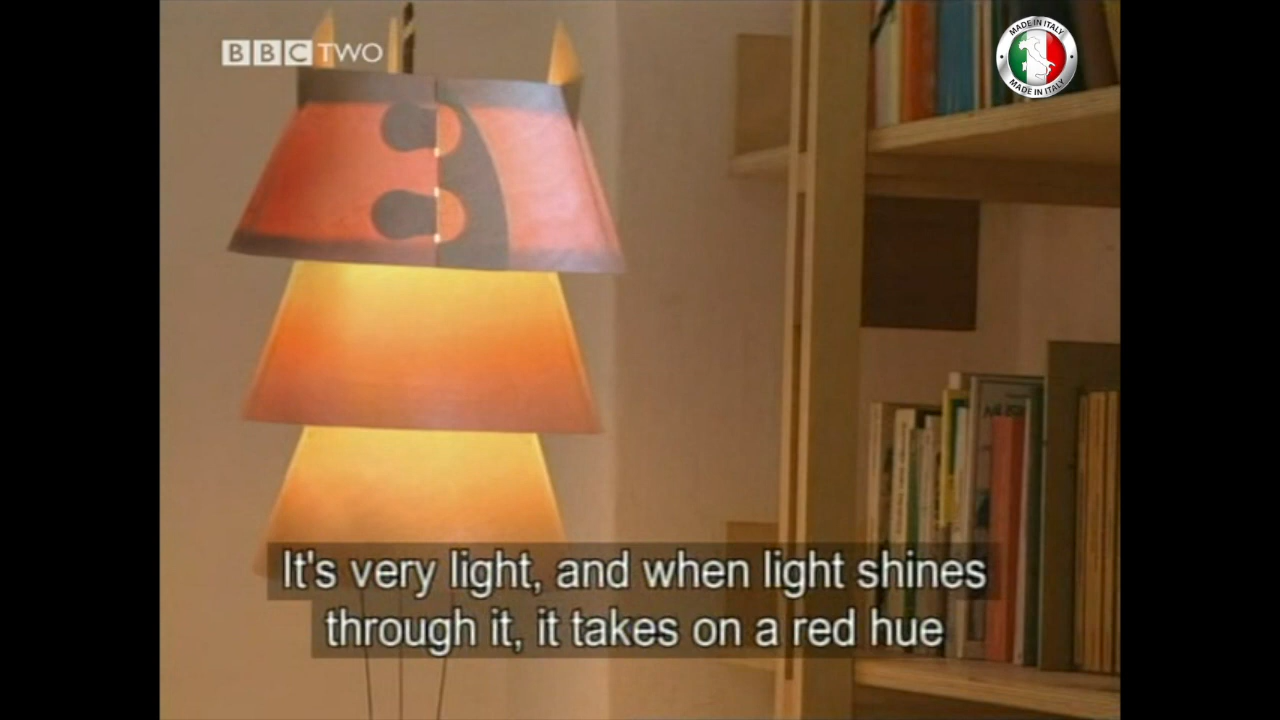 BBC TWO
MADE IN ITALY
MADE IN ITALY
It's very light, and when light shines
through it, it takes on a red hue